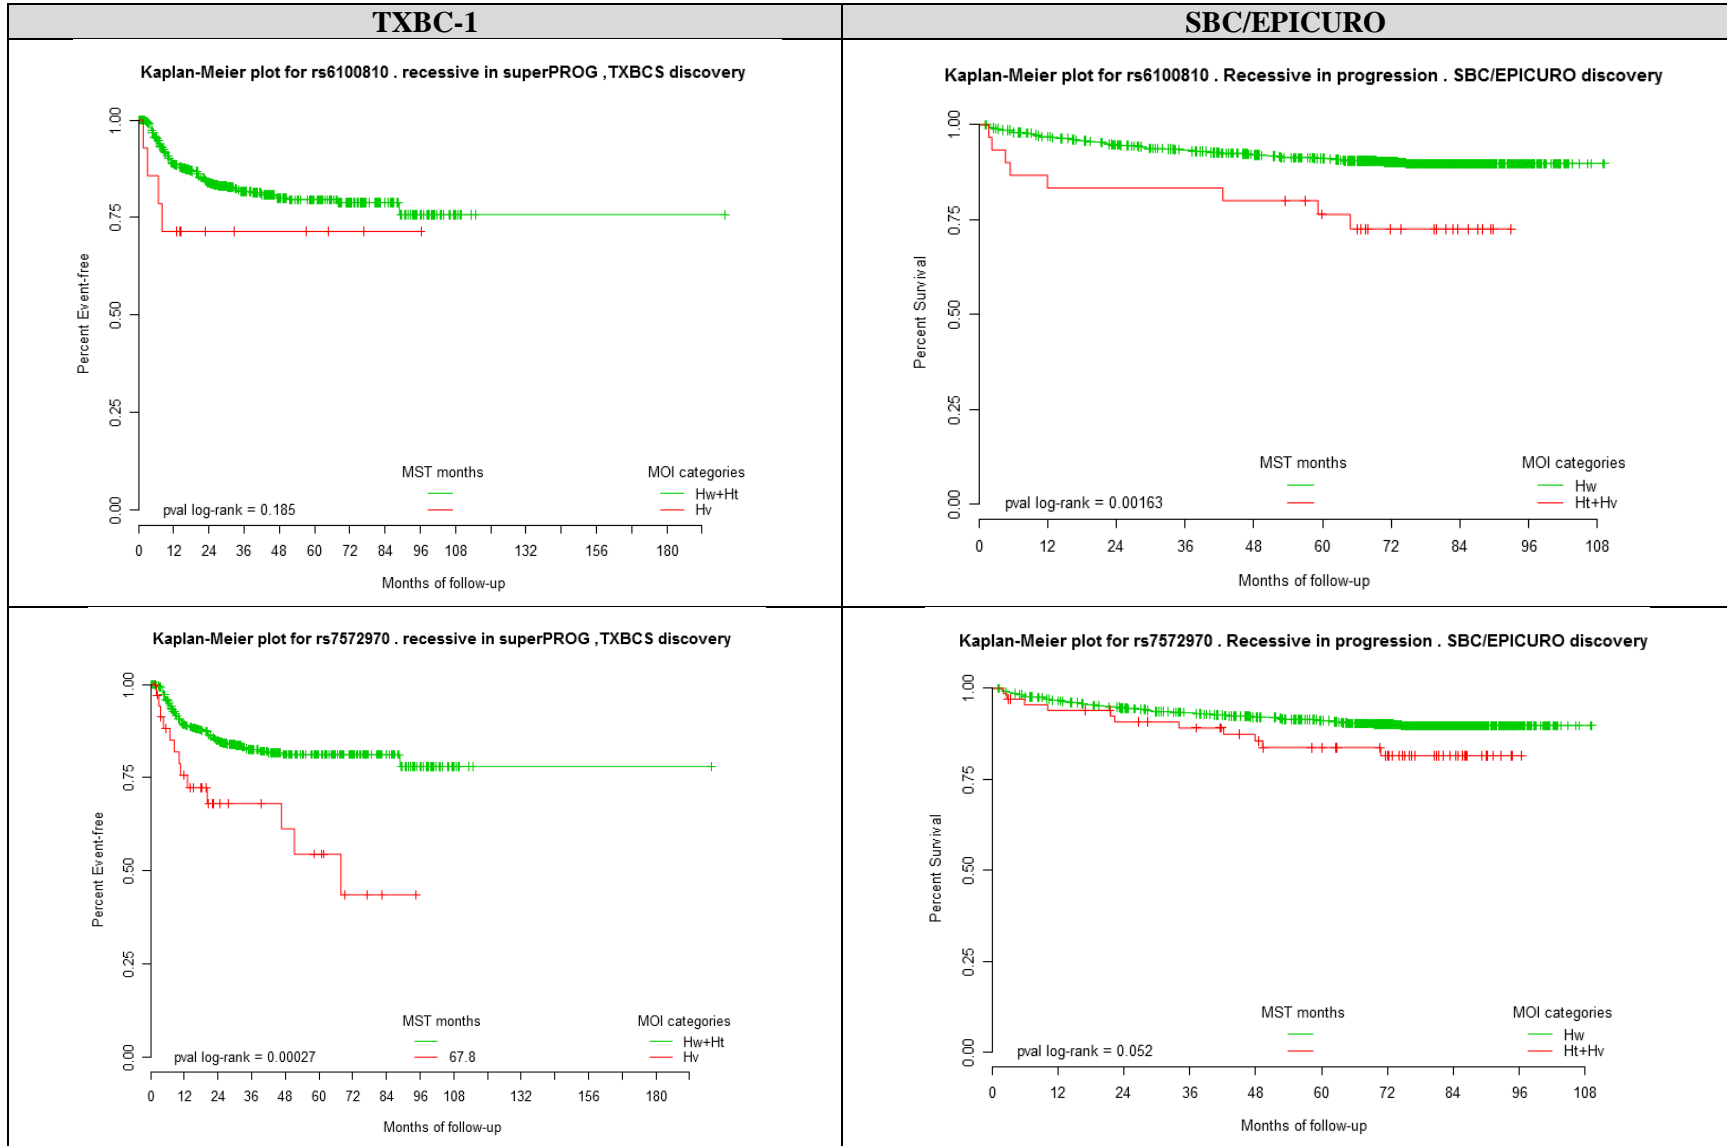 TXBC-1
SBC/EPICURO
Kaplan-Meier plot for rs6100810 . recessive in superPROG ,TXBCS discovery
Percent Event-free
1.00
0.75
0.50
0.25
0.00
MST months
MOI categories
Hw+Ht
pval log-rank = 0.185
Hv
0 12 24 36 48 60 72 84 96 108 132 156 180
Months of follow-up
Kaplan-Meier plot for rs6100810 . Recessive in progression . SBC/EPICURO discovery
Percent Survival
1.00
0.75
0.50
0.25
0.00
MST months
MOI categories
Hw
pval log-rank = 0.00163
Ht+Hv
0 12 24 36 48 60 72 84 96 108
Months of follow-up
Kaplan-Meier plot for rs7572970 . recessive in superPROG ,TXBCS discovery
Percent Event-free
1.00
0.75
0.50
0.25
0.00
MST months
MOI categories
Hw+Ht
pval log-rank = 0.00027
67.8
Hv
0 12 24 36 48 60 72 84 96 108 132 156 180
Months of follow-up
Kaplan-Meier plot for rs7572970 . Recessive in progression . SBC/EPICURO discovery
Percent Survival
1.00
0.75
0.50
0.25
0.00
MST months
MOI categories
Hw
pval log-rank = 0.052
Ht+Hv
0 12 24 36 48 60 72 84 96 108
Months of follow-up